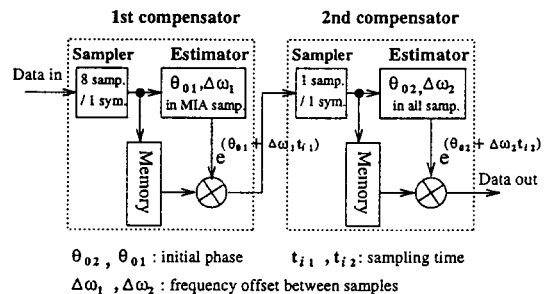 1st compensator
2nd compensator
Sampler
Estimator
Sampler
Estimator
Data in
8 samp.
/ 1 sym.
θ01,Δω1
in MIA samp.
1 samp.
/ 1 sym.
θ02,Δω2
in all samp.
Memory
e(θ01 + Δω1ti1)
Memory
e(θ02 + Δω2ti2)
Data out
θ02 , θ01 : initial phase
ti1 , ti2: sampling time
Δω1 , Δω2 : frequency offset between samples